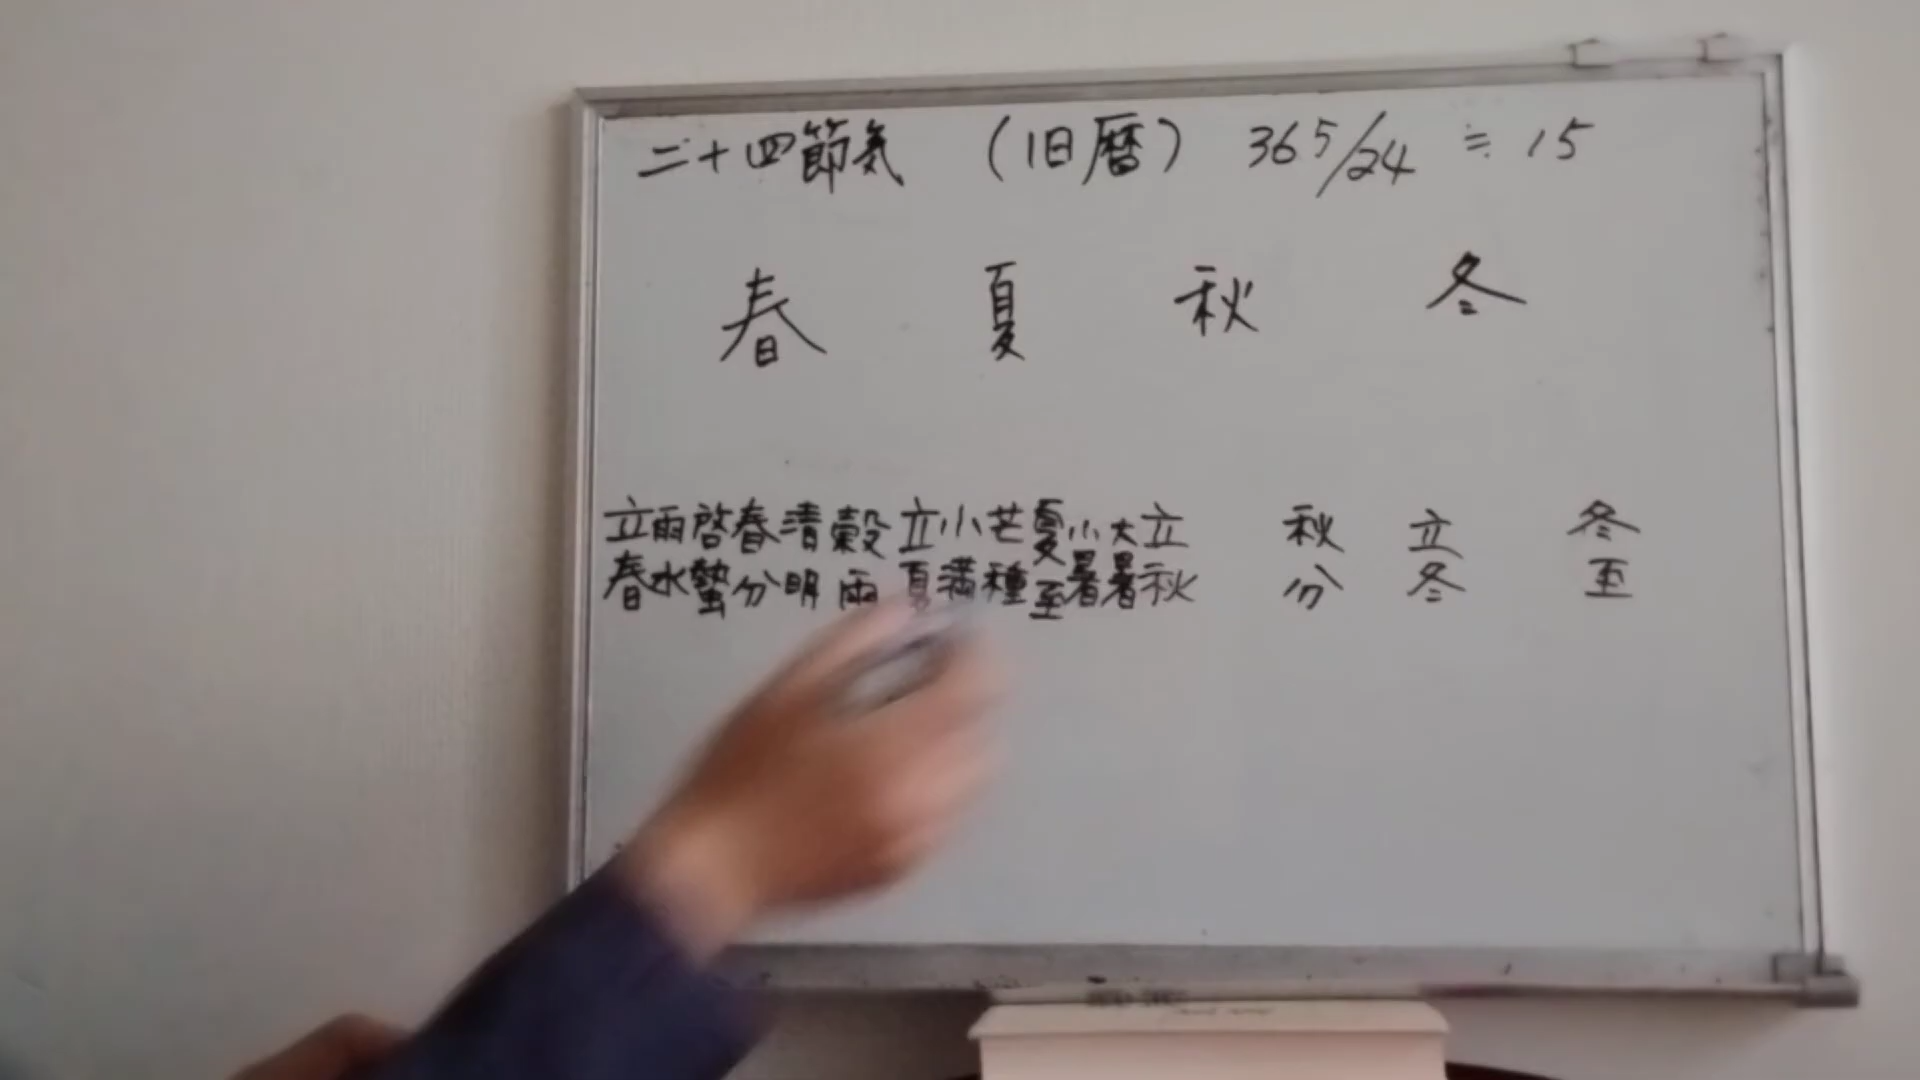 二十四節気 （旧暦） 365/24 ≒ 15
春 夏 秋 冬
立春 雨水 啓蟄 春分 清明 穀雨 立夏 小満 芒種 夏至 小暑 大暑 立秋 秋分 立冬 冬至